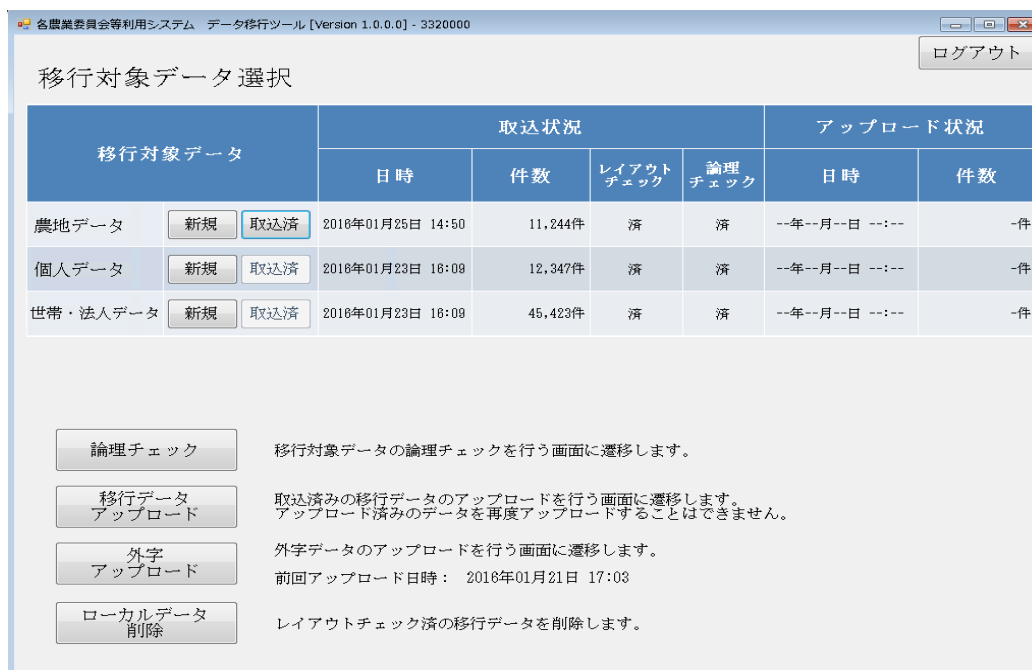 各農業委員会等利用システム　データ移行ツール [Version 1.0.0.0] - 3320000
ログアウト
移行対象データ選択
移行対象データ 取込状況 アップロード状況
日時 件数 レイアウトチェック 論理チェック 日時 件数
農地データ 新規 取込済 2016年01月25日 14:50 11,244件 済 済 --年--月--日 --:-- -件
個人データ 新規 取込済 2016年01月23日 16:09 12,347件 済 済 --年--月--日 --:-- -件
世帯・法人データ 新規 取込済 2016年01月23日 16:09 45,423件 済 済 --年--月--日 --:-- -件
論理チェック 移行対象データの論理チェックを行う画面に遷移します。
移行データ
アップロード
取込済みの移行データのアップロードを行う画面に遷移します。
アップロード済みのデータを再度アップロードすることはできません。
外字
アップロード
外字データのアップロードを行う画面に遷移します。
前回アップロード日時： 2016年01月21日 17:03
ローカルデータ
削除
レイアウトチェック済の移行データを削除します。